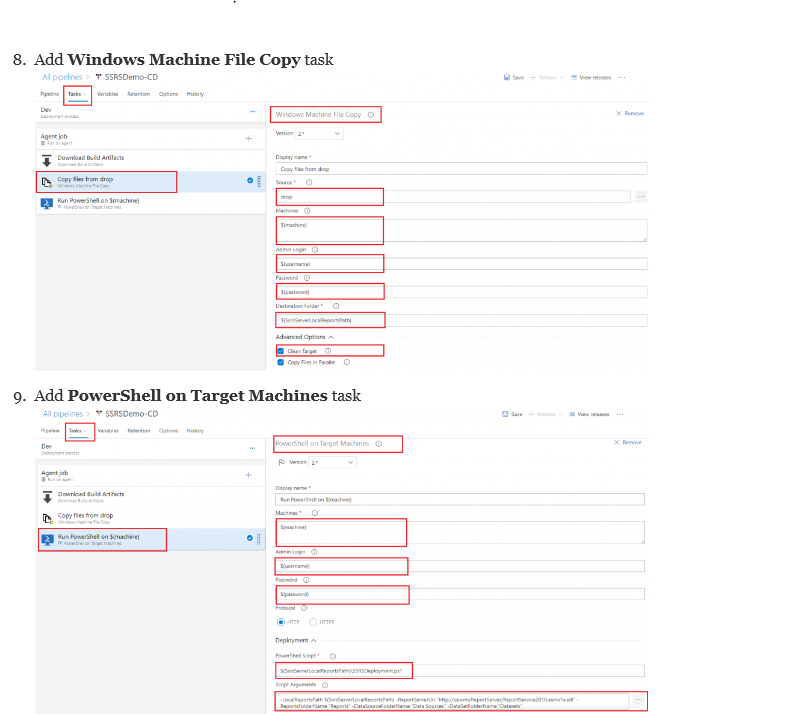 8. Add Windows Machine File Copy task
All pipelines > SSRSDemo-CD
Save + Release View releases ...
Pipeline Tasks Variables Retention Options History
Dev
Deployment process
...
Windows Machine File Copy
Remove
Agent job
Run on agent
+
Version 2.*
Download Build Artifacts
Download Build Artifacts
Display name *
Copy files from drop
Copy files from drop
Windows Machine File Copy
Source *
drop
...
Run PowerShell on $(machine)
PowerShell on Target Machines
Machines
$(machine)
Admin Login
$(username)
Password
$(password)
Destination Folder *
$(SsrsServerLocalReportsPath)
Advanced Options
Clean Target
Copy Files in Parallel
9. Add PowerShell on Target Machines task
All pipelines > SSRSDemo-CD
Save + Release View releases ...
Pipeline Tasks Variables Retention Options History
Dev
Deployment process
...
PowerShell on Target Machines
Remove
Agent job
Run on agent
+
Version 2.*
Download Build Artifacts
Download Build Artifacts
Display name *
Run PowerShell on $(machine)
Copy files from drop
Windows Machine File Copy
Machines *
$(machine)
Run PowerShell on $(machine)
PowerShell on Target Machines
Admin Login
$(username)
Password
$(password)
Protocol
HTTP HTTPS
Deployment
PowerShell Script *
$(SsrsServerLocalReportsPath)\SSRSDeployment.ps1
Script Arguments
-LocalReportsPath $(SsrsServerLocalReportsPath) -ReportServerUri
ReportsFolderName "Reports" -DataSourceFolderName "Data Sources" -DataSetFolderName "Datasets"
...